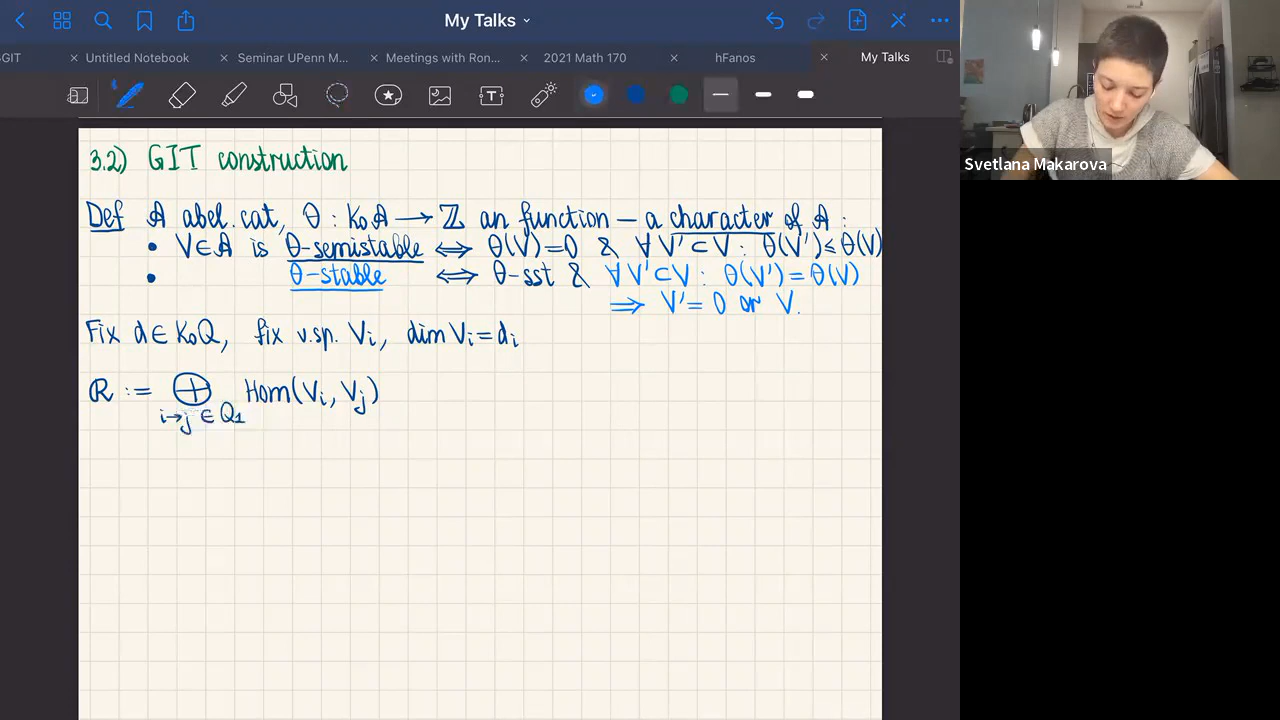 My Talks
GIT
Untitled Notebook
Seminar UPenn M...
Meetings with Ron...
2021 Math 170
hFanos
My Talks
Svetlana Makarova
3.2) GIT construction
Def A abel. cat, θ : K₀A → ℤ an function – a character of A :
• V ∈ A is θ-semistable ⟺ θ(V) = 0 & ∀ V' ⊂ V : θ(V') ≤ θ(V)
• θ-stable ⟺ θ-sst & ∀ V' ⊂ V : θ(V') = θ(V)
⟹ V' = 0 or V.
Fix d ∈ K₀Q, fix v.sp. Vᵢ, dim Vᵢ = dᵢ
R := ⊕ Hom(Vᵢ, Vⱼ)
i→j ∈ Q₁